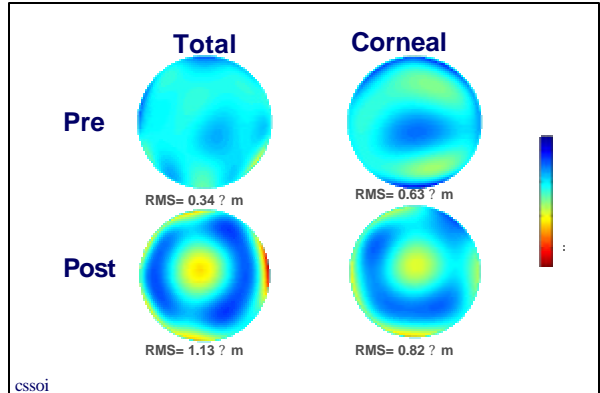 Total Corneal
Pre
RMS= 0.34 ? m RMS= 0.63 ? m
Post
RMS= 1.13 ? m RMS= 0.82 ? m
cssoi